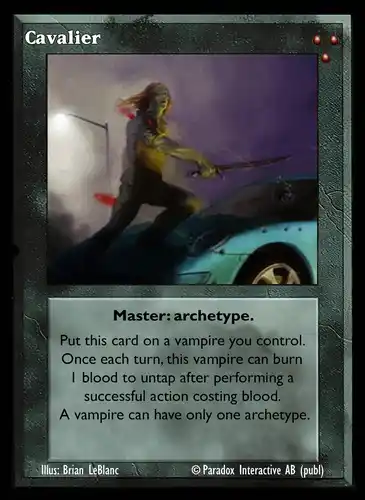 Cavalier
Master: archetype.
Put this card on a vampire you control.
Once each turn, this vampire can burn
1 blood to untap after performing a
successful action costing blood.
A vampire can have only one archetype.
Illus: Brian LeBlanc © Paradox Interactive AB (publ)